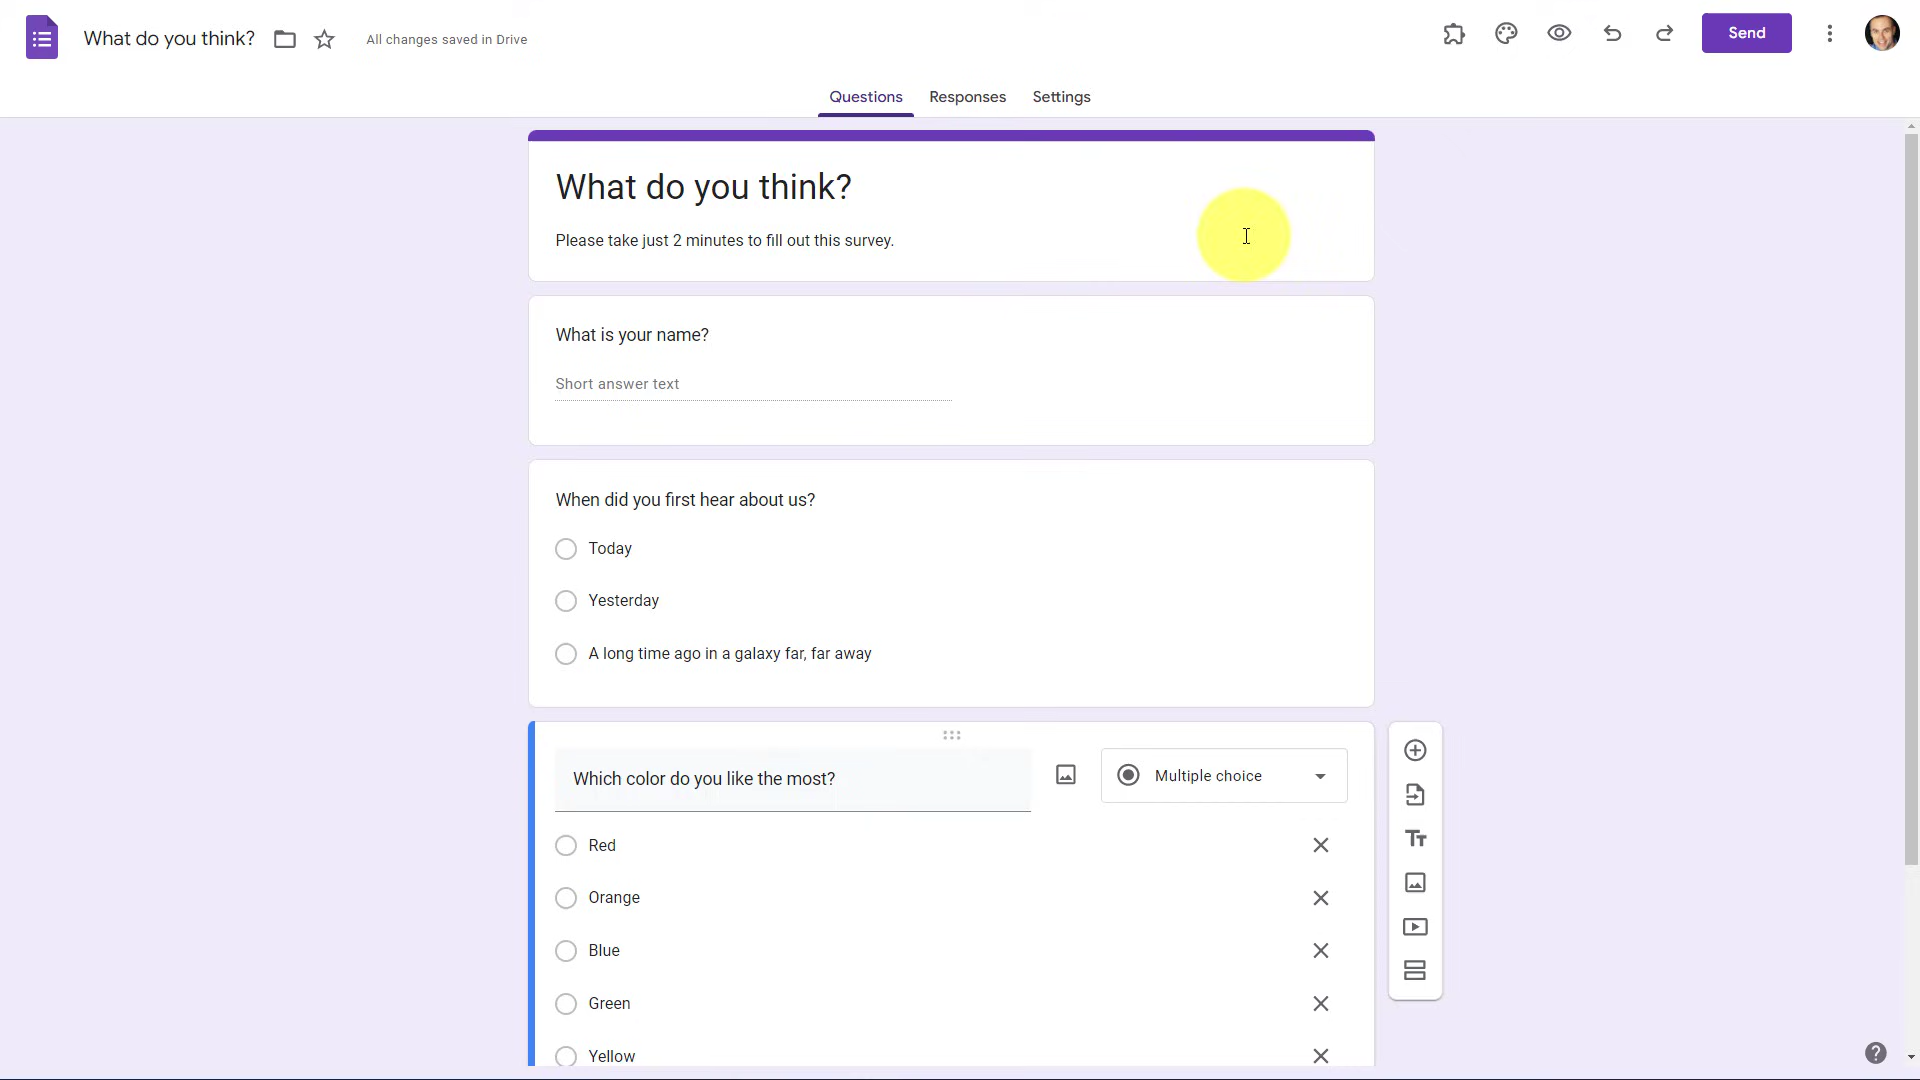 What do you think?
All changes saved in Drive
Send
Questions
Responses
Settings
What do you think?
Please take just 2 minutes to fill out this survey.
What is your name?
Short answer text
When did you first hear about us?
Today
Yesterday
A long time ago in a galaxy far, far away
Which color do you like the most?
Multiple choice
Red
Orange
Blue
Green
Yellow